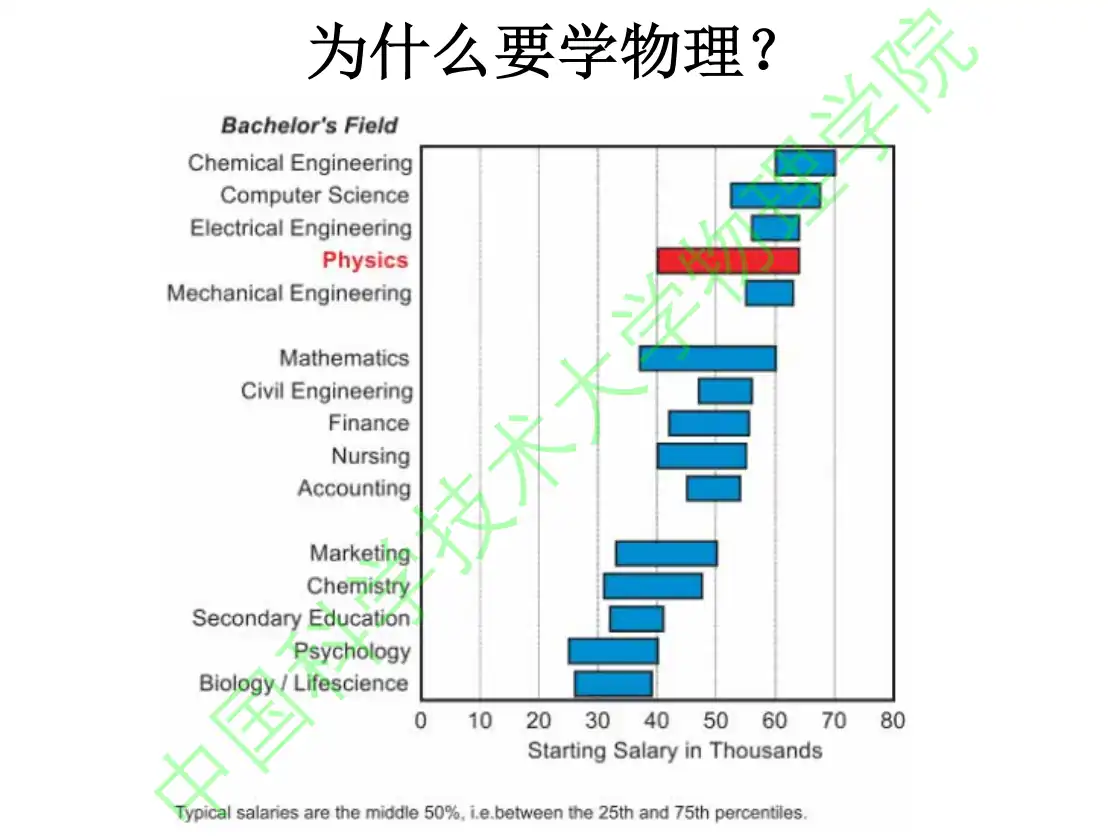 为什么要学物理？
Bachelor's Field
Chemical Engineering
Computer Science
Electrical Engineering
Physics
Mechanical Engineering
Mathematics
Civil Engineering
Finance
Nursing
Accounting
Marketing
Chemistry
Secondary Education
Psychology
Biology / Lifescience
0 10 20 30 40 50 60 70 80
Starting Salary in Thousands
Typical salaries are the middle 50%, i.e.between the 25th and 75th percentiles.
中国科学技术大学物理学院